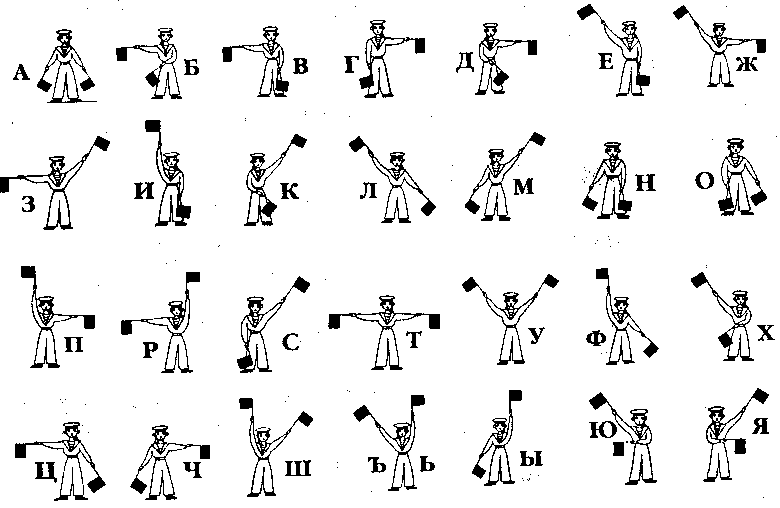 А Б В Г Д Е Ж
З И К Л М Н О
П Р С Т У Ф Х
Ц Ч Ш Ъ Ь Ы Ю Я